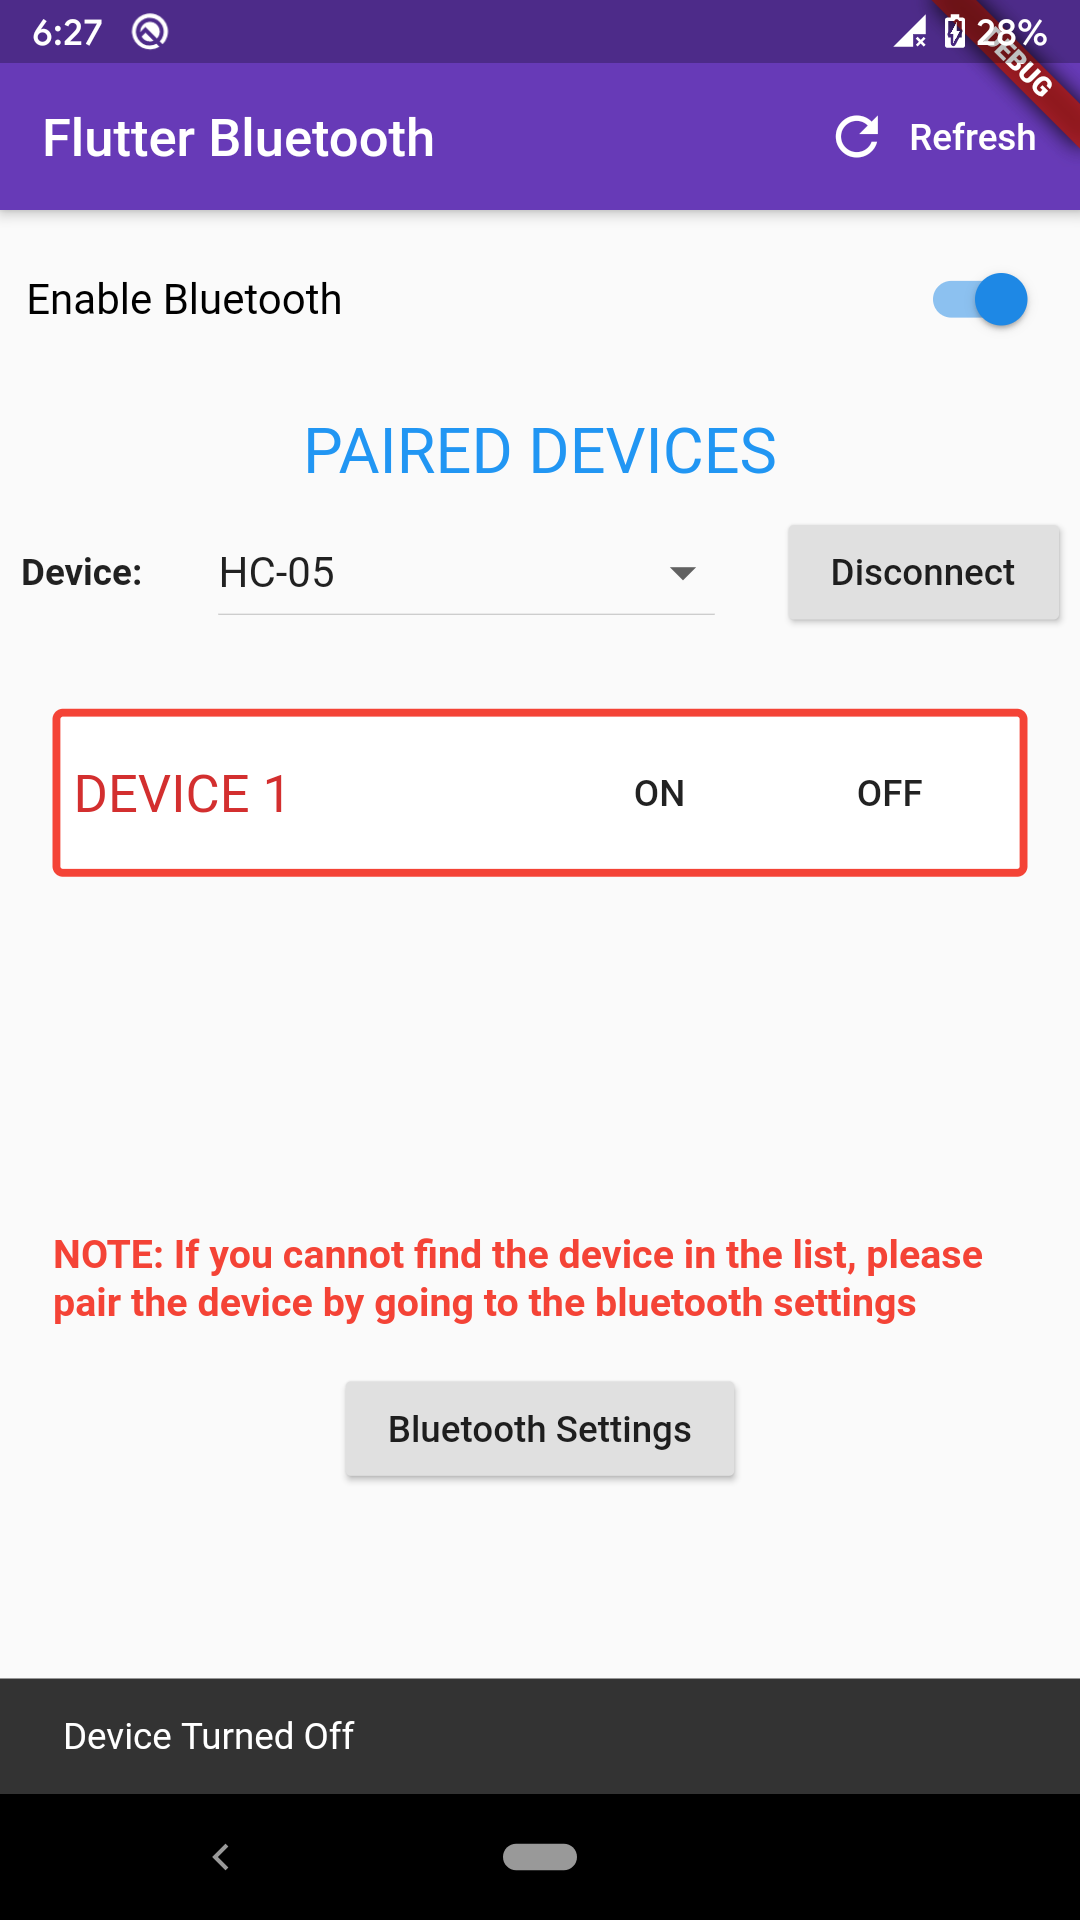 6:27
28%
DEBUG
Flutter Bluetooth
Refresh
Enable Bluetooth
PAIRED DEVICES
Device:
HC-05
Disconnect
DEVICE 1
ON
OFF
NOTE: If you cannot find the device in the list, please
pair the device by going to the bluetooth settings
Bluetooth Settings
Device Turned Off